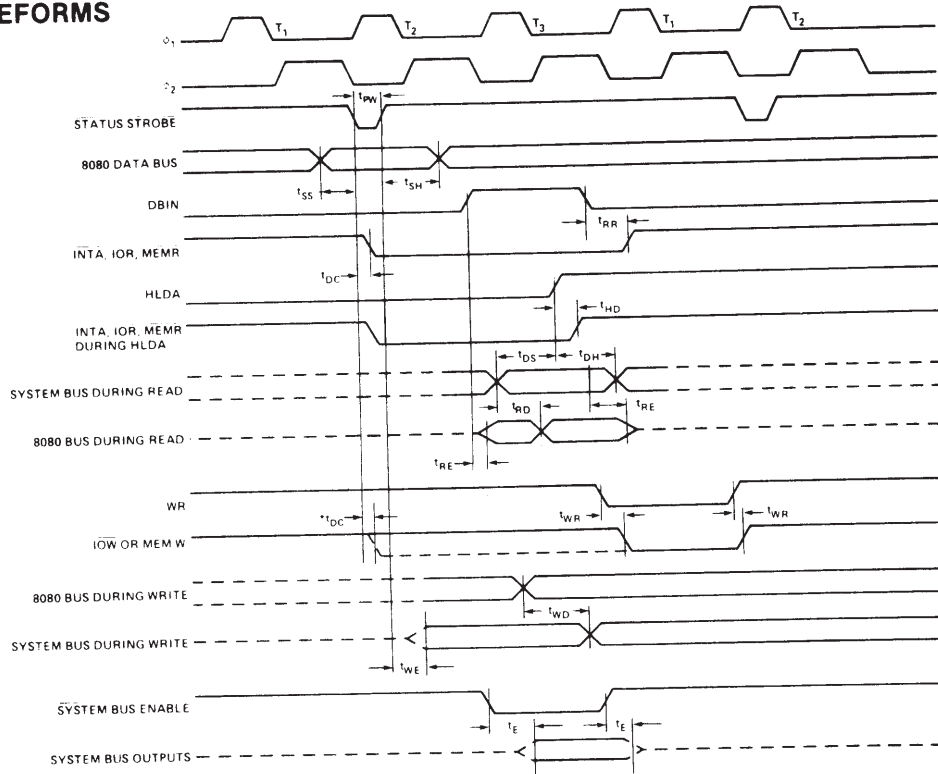 EFORMS
ϕ1 T1 T2 T3 T1 T2
ϕ2
tPW
STATUS STROBE
8080 DATA BUS
tSS tSH
DBIN
tRR
INTA, IOR, MEMR
tDC
HLDA
tHD
INTA, IOR, MEMR
DURING HLDA
tDS tDH
SYSTEM BUS DURING READ
tRD tRE
8080 BUS DURING READ
tRE
WR
*tDC tWR tWR
IOW OR MEM W
8080 BUS DURING WRITE
tWD
SYSTEM BUS DURING WRITE
tWE
SYSTEM BUS ENABLE
tE tE
SYSTEM BUS OUTPUTS